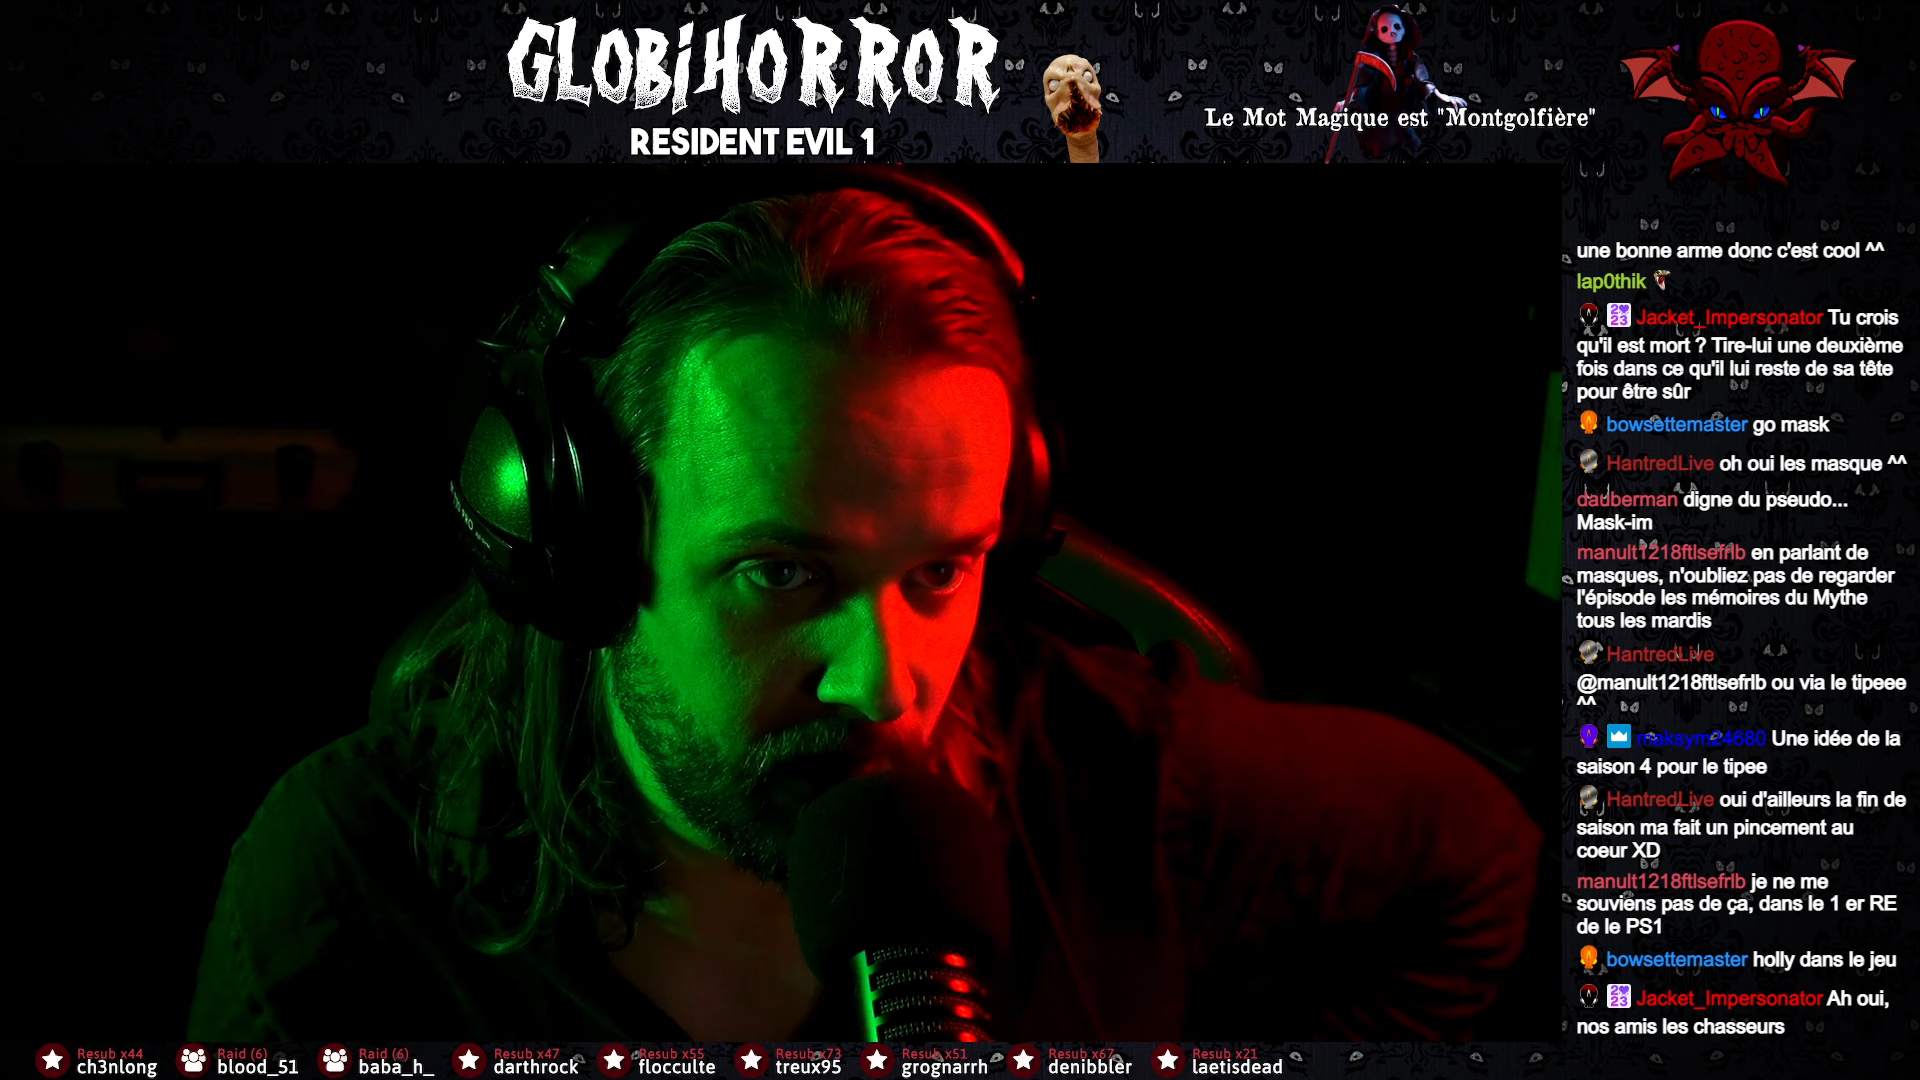 GLOBIHORROR
RESIDENT EVIL 1
Le Mot Magique est "Montgolfière"
une bonne arme donc c'est cool ^^
lap0thik
Jacket_Impersonator Tu crois
qu'il est mort ? Tire-lui une deuxième
fois dans ce qu'il lui reste de sa tête
pour être sûr
bowsettemaster go mask
HantredLive oh oui les masque ^^
dauberman digne du pseudo...
Mask-im
manult1218ftlsefrlb en parlant de
masques, n'oubliez pas de regarder
l'épisode les mémoires du Mythe
tous les mardis
HantredLive
@manult1218ftlsefrlb ou via le tipeee
^^
maksym24680 Une idée de la
saison 4 pour le tipee
HantredLive oui d'ailleurs la fin de
saison ma fait un pincement au
coeur XD
manult1218ftlsefrlb je ne me
souviens pas de ça, dans le 1 er RE
de le PS1
bowsettemaster holly dans le jeu
Jacket_Impersonator Ah oui,
nos amis les chasseurs
Resub x44
ch3nlong
Raid (6)
blood_51
Raid (6)
baba_h_
Resub x47
darthrock
Resub x55
flocculte
Resub x73
treux95
Resub x51
grognarrh
Resub x67
denibbler
Resub x21
laetisdead